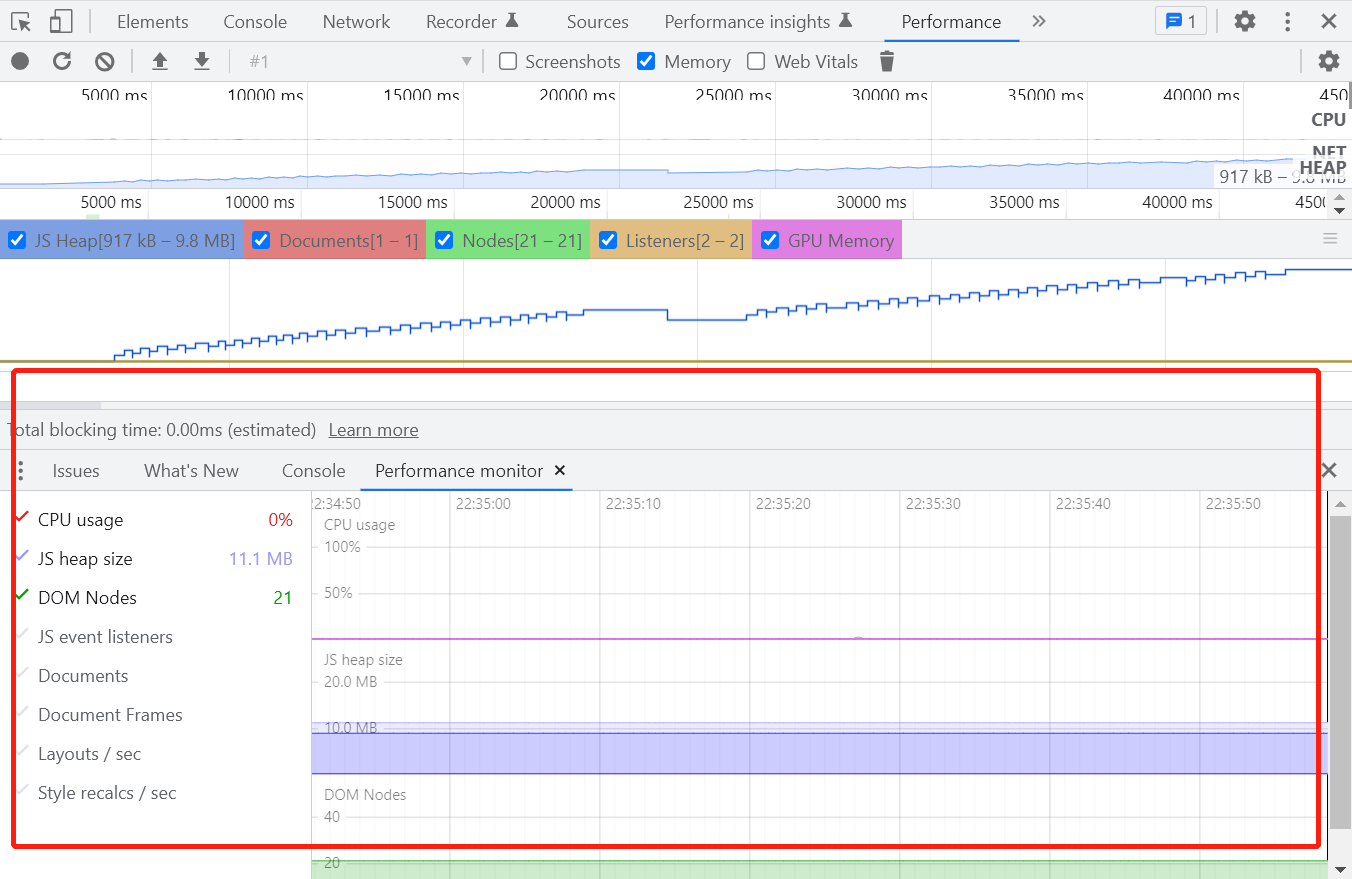 Elements Console Network Recorder Sources Performance insights Performance 1
#1 Screenshots Memory Web Vitals
5000 ms 10000 ms 15000 ms 20000 ms 25000 ms 30000 ms 35000 ms 40000 ms 450
CPU
NET
HEAP
917 kB – 9.8 MB
5000 ms 10000 ms 15000 ms 20000 ms 25000 ms 30000 ms 35000 ms 40000 ms 4500
JS Heap[917 kB – 9.8 MB] Documents[1 – 1] Nodes[21 – 21] Listeners[2 – 2] GPU Memory
Total blocking time: 0.00ms (estimated) Learn more
Issues What's New Console Performance monitor
CPU usage 0%
JS heap size 11.1 MB
DOM Nodes 21
JS event listeners
Documents
Document Frames
Layouts / sec
Style recalcs / sec
2:34:50 22:35:00 22:35:10 22:35:20 22:35:30 22:35:40 22:35:50
CPU usage
100%
50%
JS heap size
20.0 MB
10.0 MB
DOM Nodes
40
20